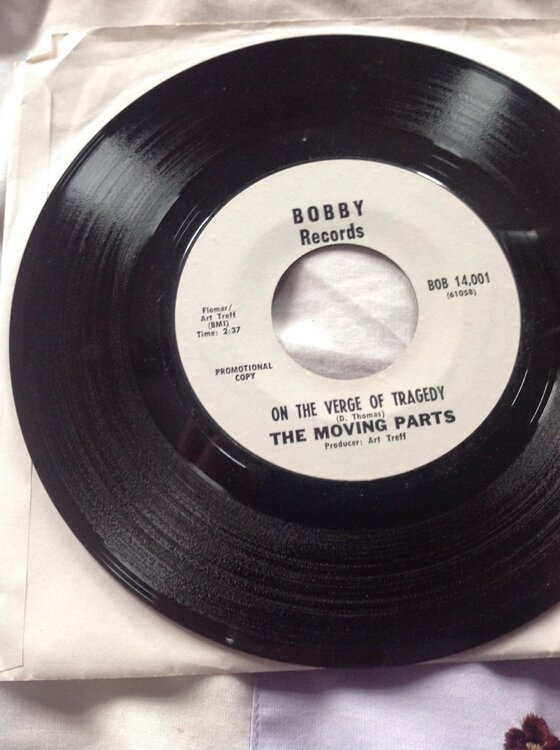 BOBBY
Records
BOB 14,001
(61058)
Flomar/
Art Treff
(BMI)
Time: 2:37
PROMOTIONAL
COPY
ON THE VERGE OF TRAGEDY
(D. Thomas)
THE MOVING PARTS
Producer: Art Treff